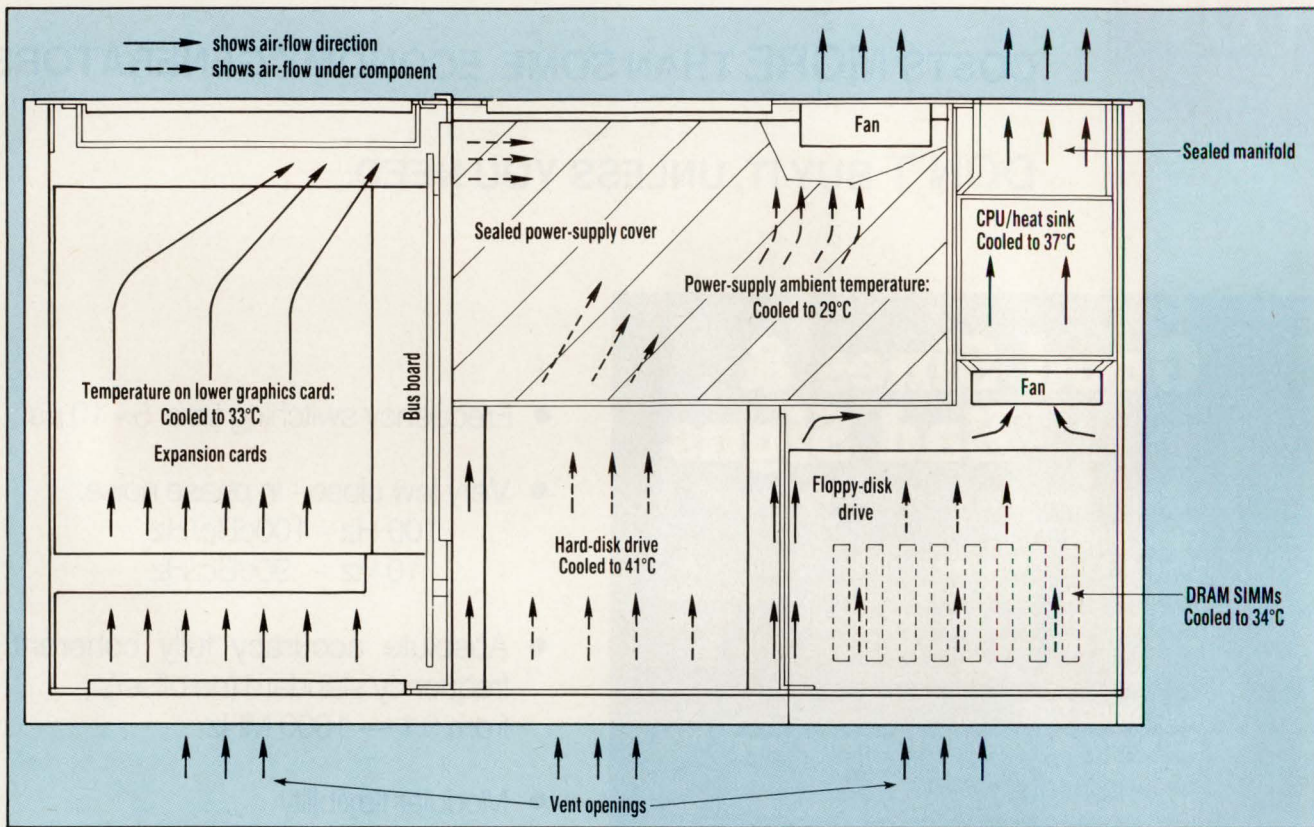 shows air-flow direction
shows air-flow under component
Fan
Sealed manifold
Sealed power-supply cover
CPU/heat sink
Cooled to 37°C
Power-supply ambient temperature:
Cooled to 29°C
Bus board
Temperature on lower graphics card:
Cooled to 33°C
Expansion cards
Fan
Floppy-disk
drive
Hard-disk drive
Cooled to 41°C
DRAM SIMMs
Cooled to 34°C
Vent openings